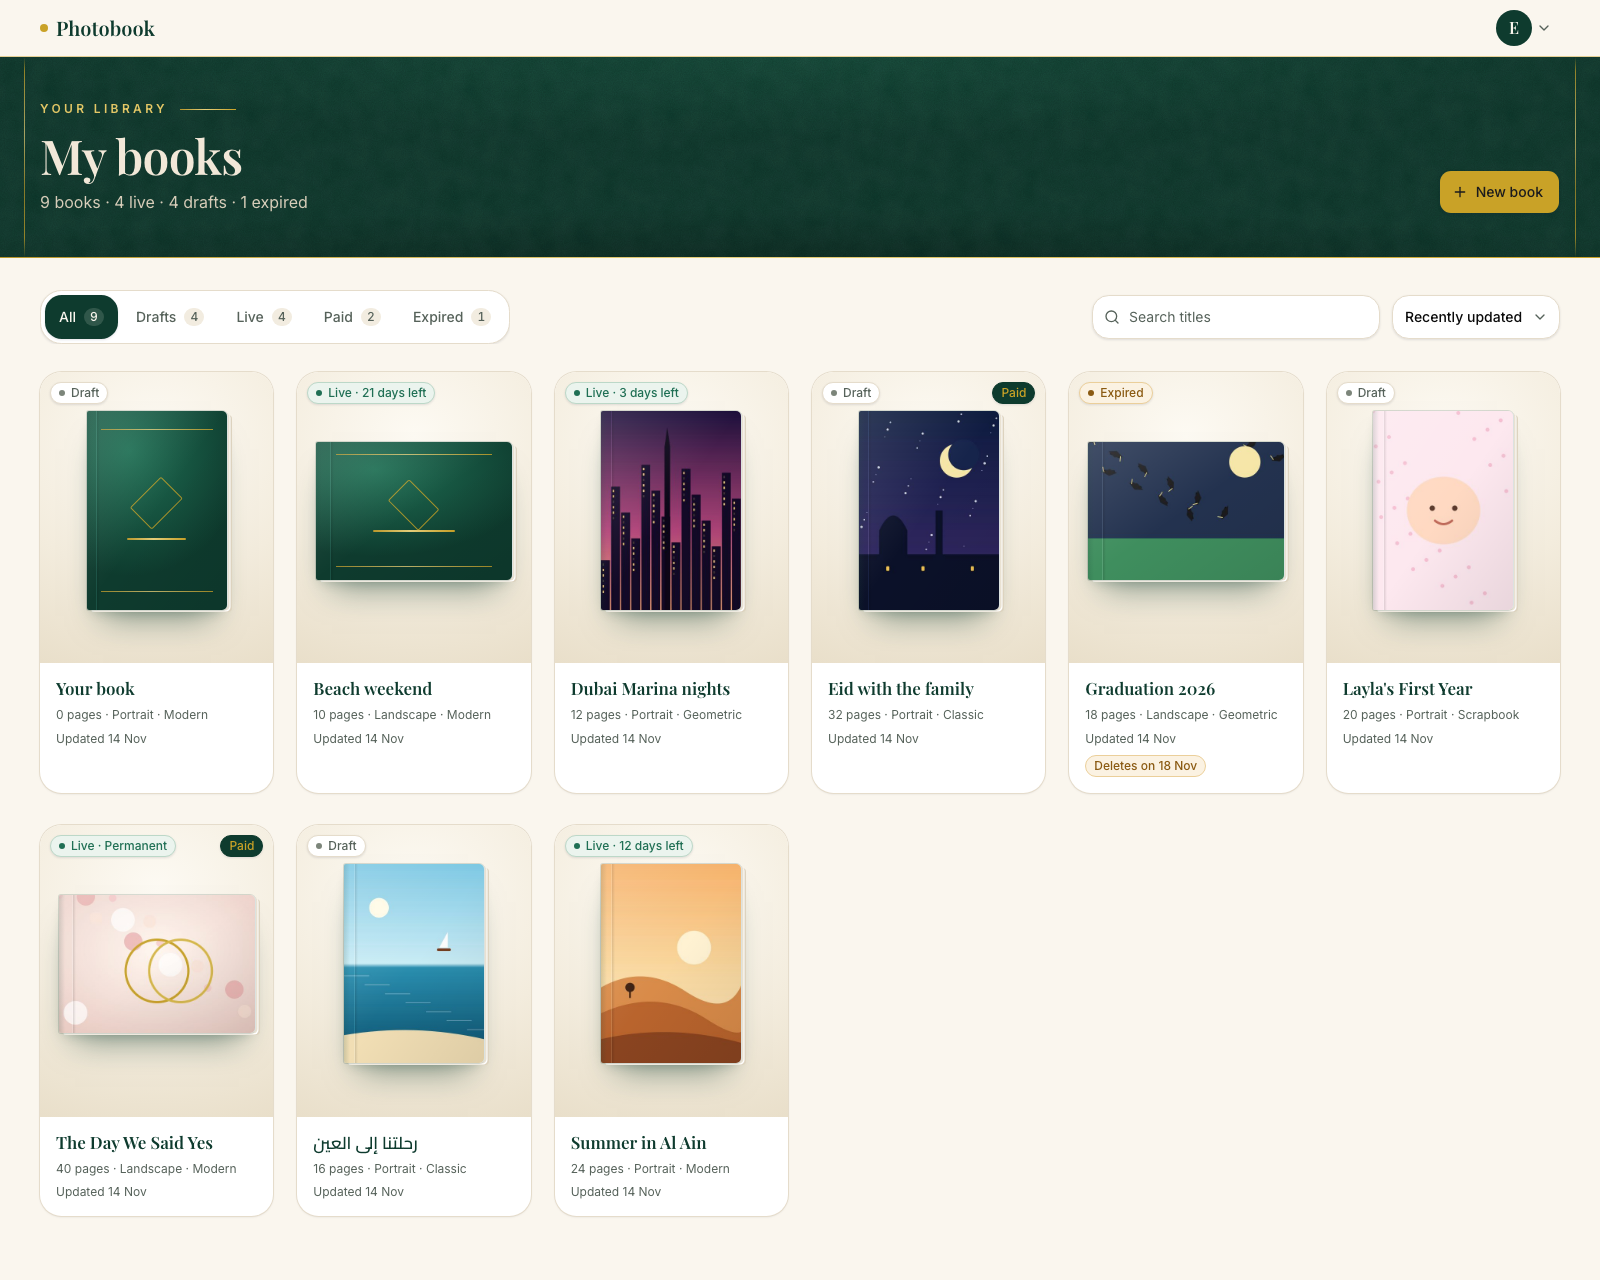 Photobook
E
YOUR LIBRARY
My books
9 books · 4 live · 4 drafts · 1 expired
+ New book
All 9
Drafts 4
Live 4
Paid 2
Expired 1
Search titles
Recently updated
Draft
Your book
0 pages · Portrait · Modern
Updated 14 Nov
Live · 21 days left
Beach weekend
10 pages · Landscape · Modern
Updated 14 Nov
Live · 3 days left
Dubai Marina nights
12 pages · Portrait · Geometric
Updated 14 Nov
Draft
Paid
Eid with the family
32 pages · Portrait · Classic
Updated 14 Nov
Expired
Graduation 2026
18 pages · Landscape · Geometric
Updated 14 Nov
Deletes on 18 Nov
Draft
Layla's First Year
20 pages · Portrait · Scrapbook
Updated 14 Nov
Live · Permanent
Paid
The Day We Said Yes
40 pages · Landscape · Modern
Updated 14 Nov
Draft
رحلتنا إلى العين
16 pages · Portrait · Classic
Updated 14 Nov
Live · 12 days left
Summer in Al Ain
24 pages · Portrait · Modern
Updated 14 Nov